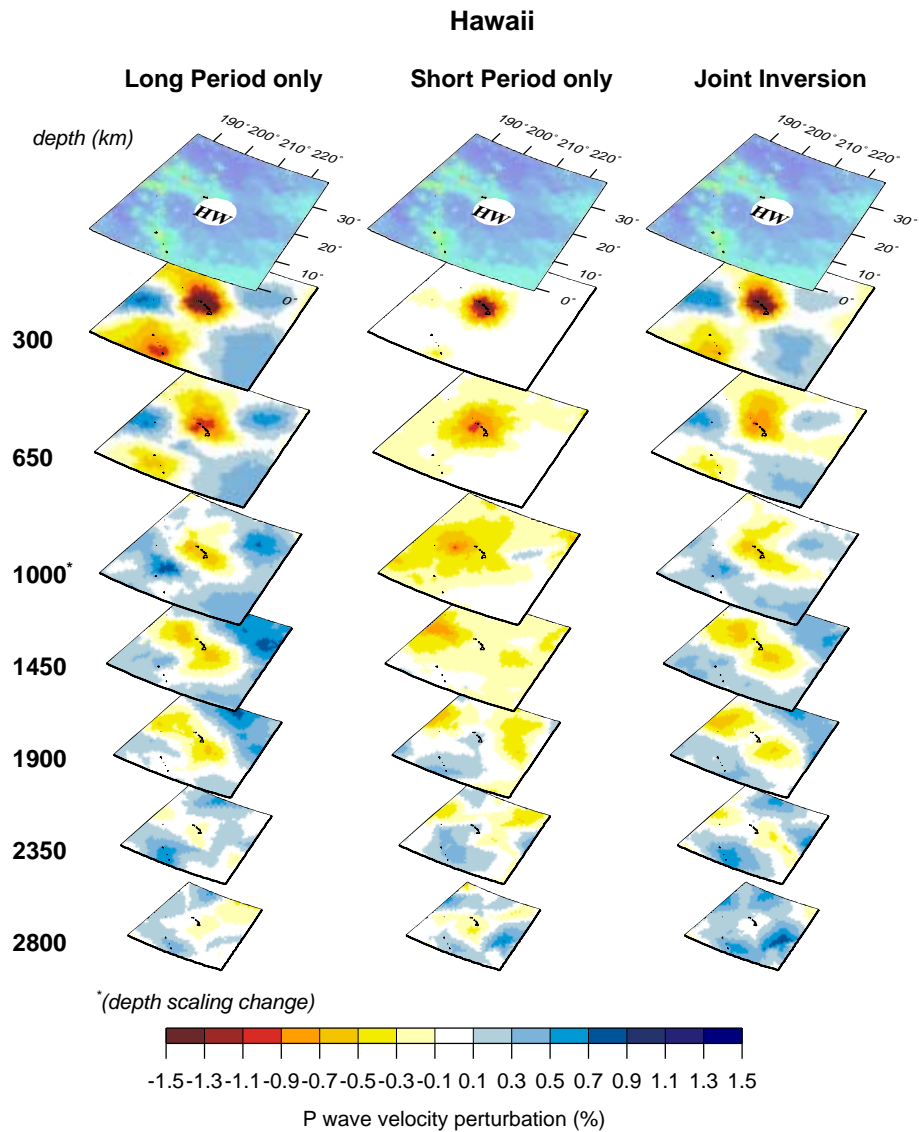 Hawaii
Long Period only Short Period only Joint Inversion
depth (km)
190° 200° 210° 220° 190° 200° 210° 220° 190° 200° 210° 220°
HW HW HW
30° 30° 30°
20° 20° 20°
10° 10° 10°
0° 0° 0°
300
650
1000*
1450
1900
2350
2800
*(depth scaling change)
-1.5 -1.3 -1.1 -0.9 -0.7 -0.5 -0.3 -0.1 0.1 0.3 0.5 0.7 0.9 1.1 1.3 1.5
P wave velocity perturbation (%)